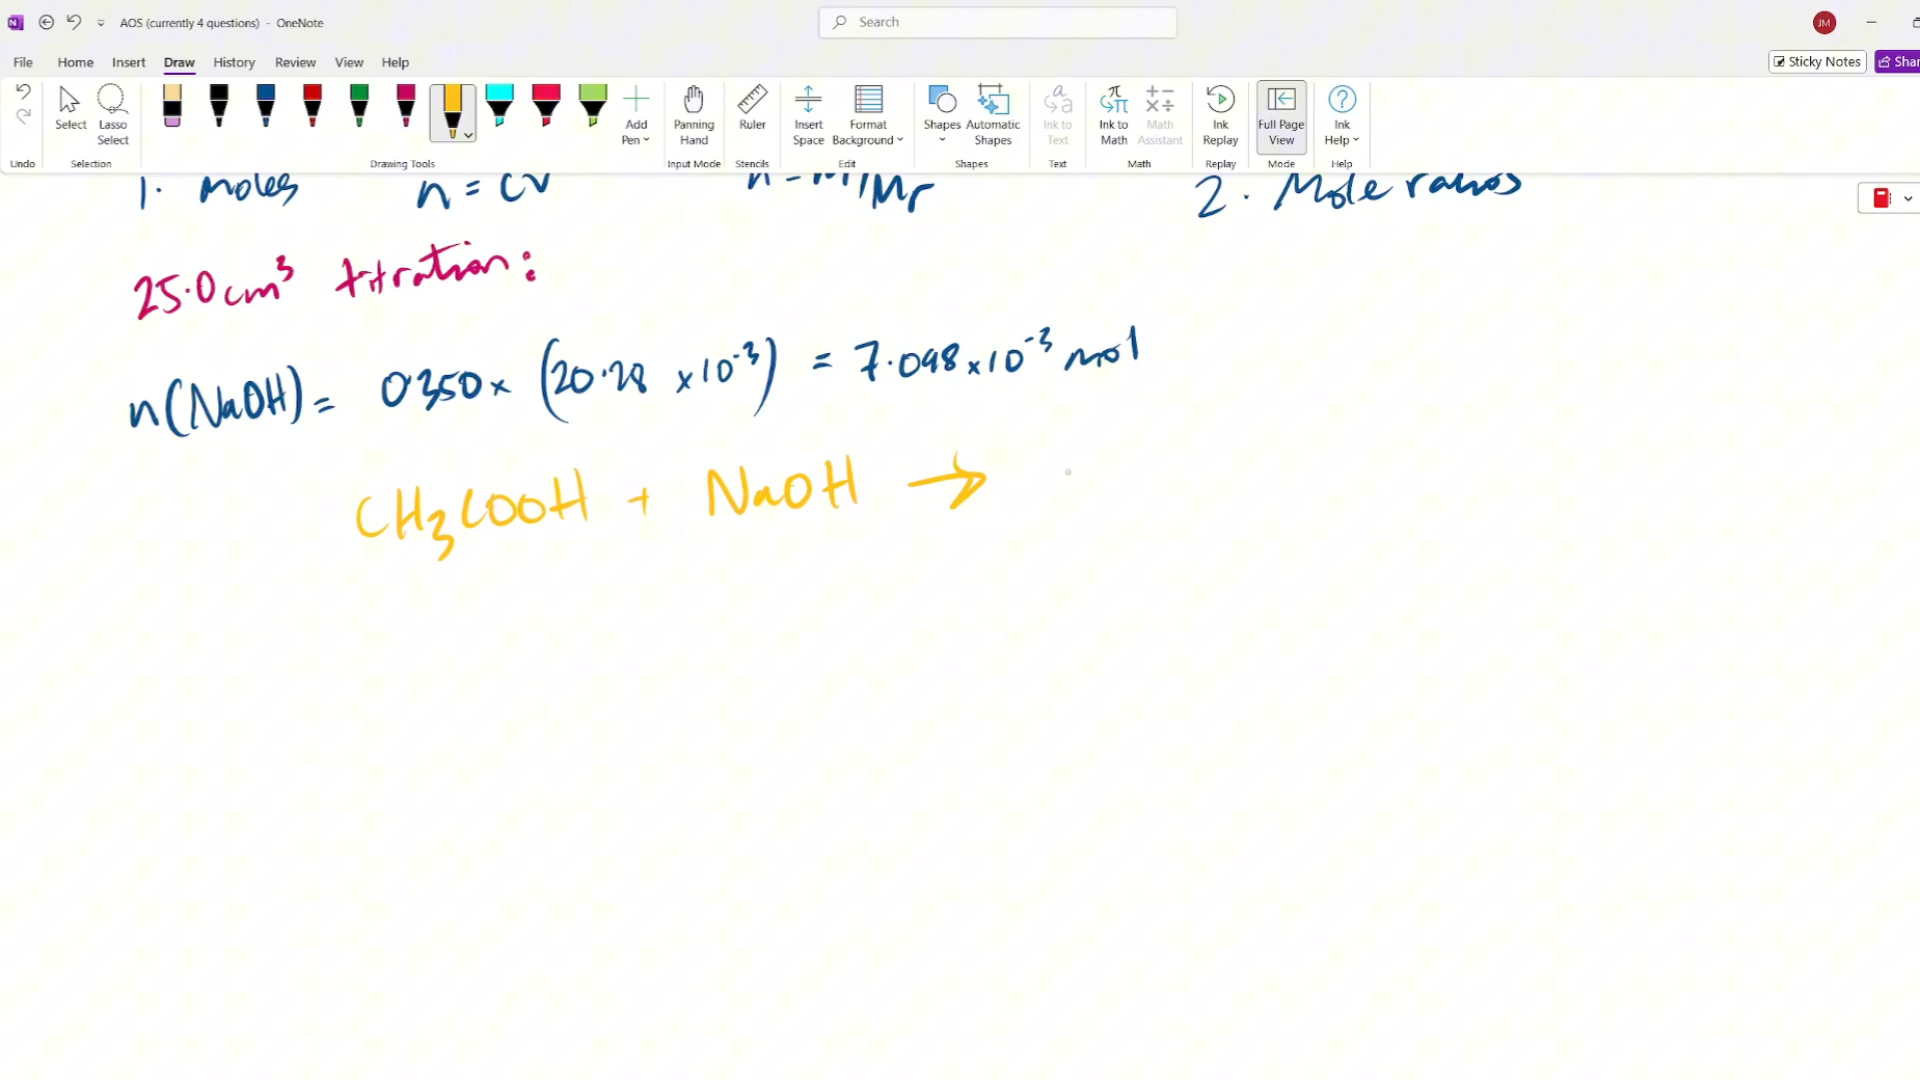 AOS (currently 4 questions) - OneNote
Search
JM
File Home Insert Draw History Review View Help
Sticky Notes
Shar
Select
Lasso Select
Add Pen
Panning Hand
Ruler
Insert Space
Format Background
Shapes
Automatic Shapes
Ink to Text
Ink to Math
Math Assistant
Ink Replay
Full Page View
Ink Help
Undo Selection Drawing Tools Input Mode Stencils Edit Shapes Text Math Replay Mode Help
1. moles n = CV n = m/Mr 2. Mole ratios
25.0cm³ titration:
n(NaOH) = 0.350 × (20.28 ×10⁻³) = 7.098×10⁻³ mol
CH₃COOH + NaOH →